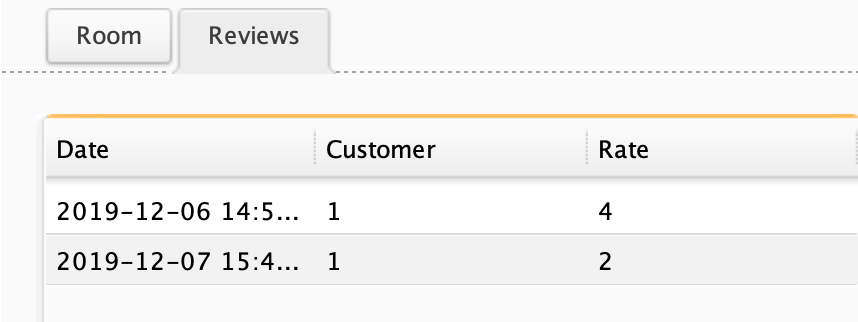 Room Reviews
Date Customer Rate
2019-12-06 14:5... 1 4
2019-12-07 15:4... 1 2